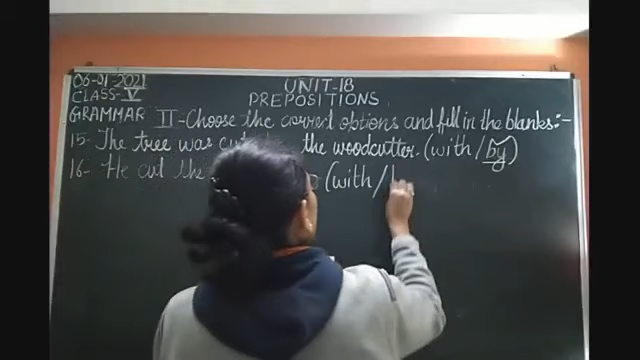 06-01-2021
UNIT-18
CLASS-V
PREPOSITIONS
GRAMMAR II-Choose the correct options and fill in the blanks:-
15- The tree was cut the woodcutter. (with/by)
16- He cut the (with/